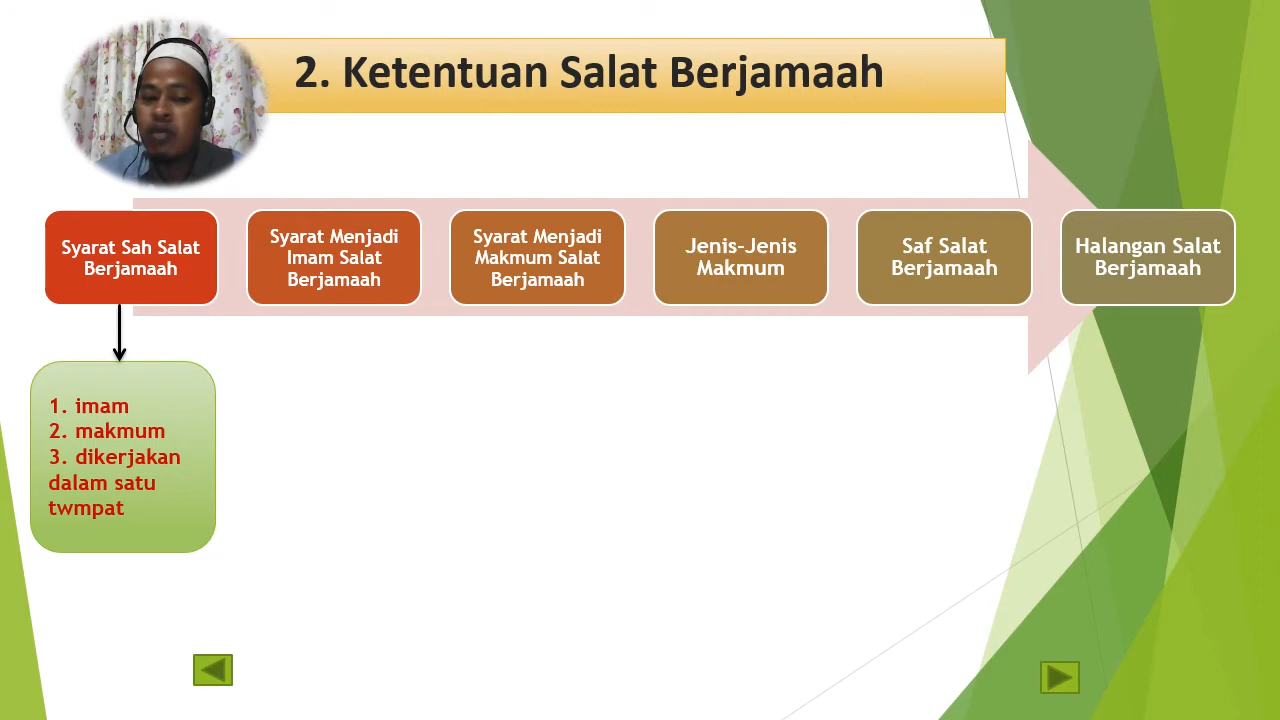 2. Ketentuan Salat Berjamaah
Syarat Sah Salat
Berjamaah
Syarat Menjadi
Imam Salat
Berjamaah
Syarat Menjadi
Makmum Salat
Berjamaah
Jenis-Jenis
Makmum
Saf Salat
Berjamaah
Halangan Salat
Berjamaah
1. imam
2. makmum
3. dikerjakan
dalam satu
twmpat